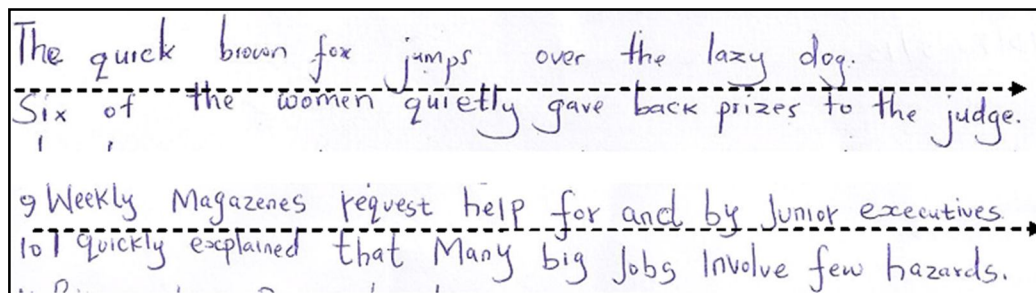 The quick brown fox jumps over the lazy dog.
Six of the women quietly gave back prizes to the judge.
9 Weekly Magazenes request help for and by Junior executives.
10 I quickly explained that Many big Jobs Involve few hazards.